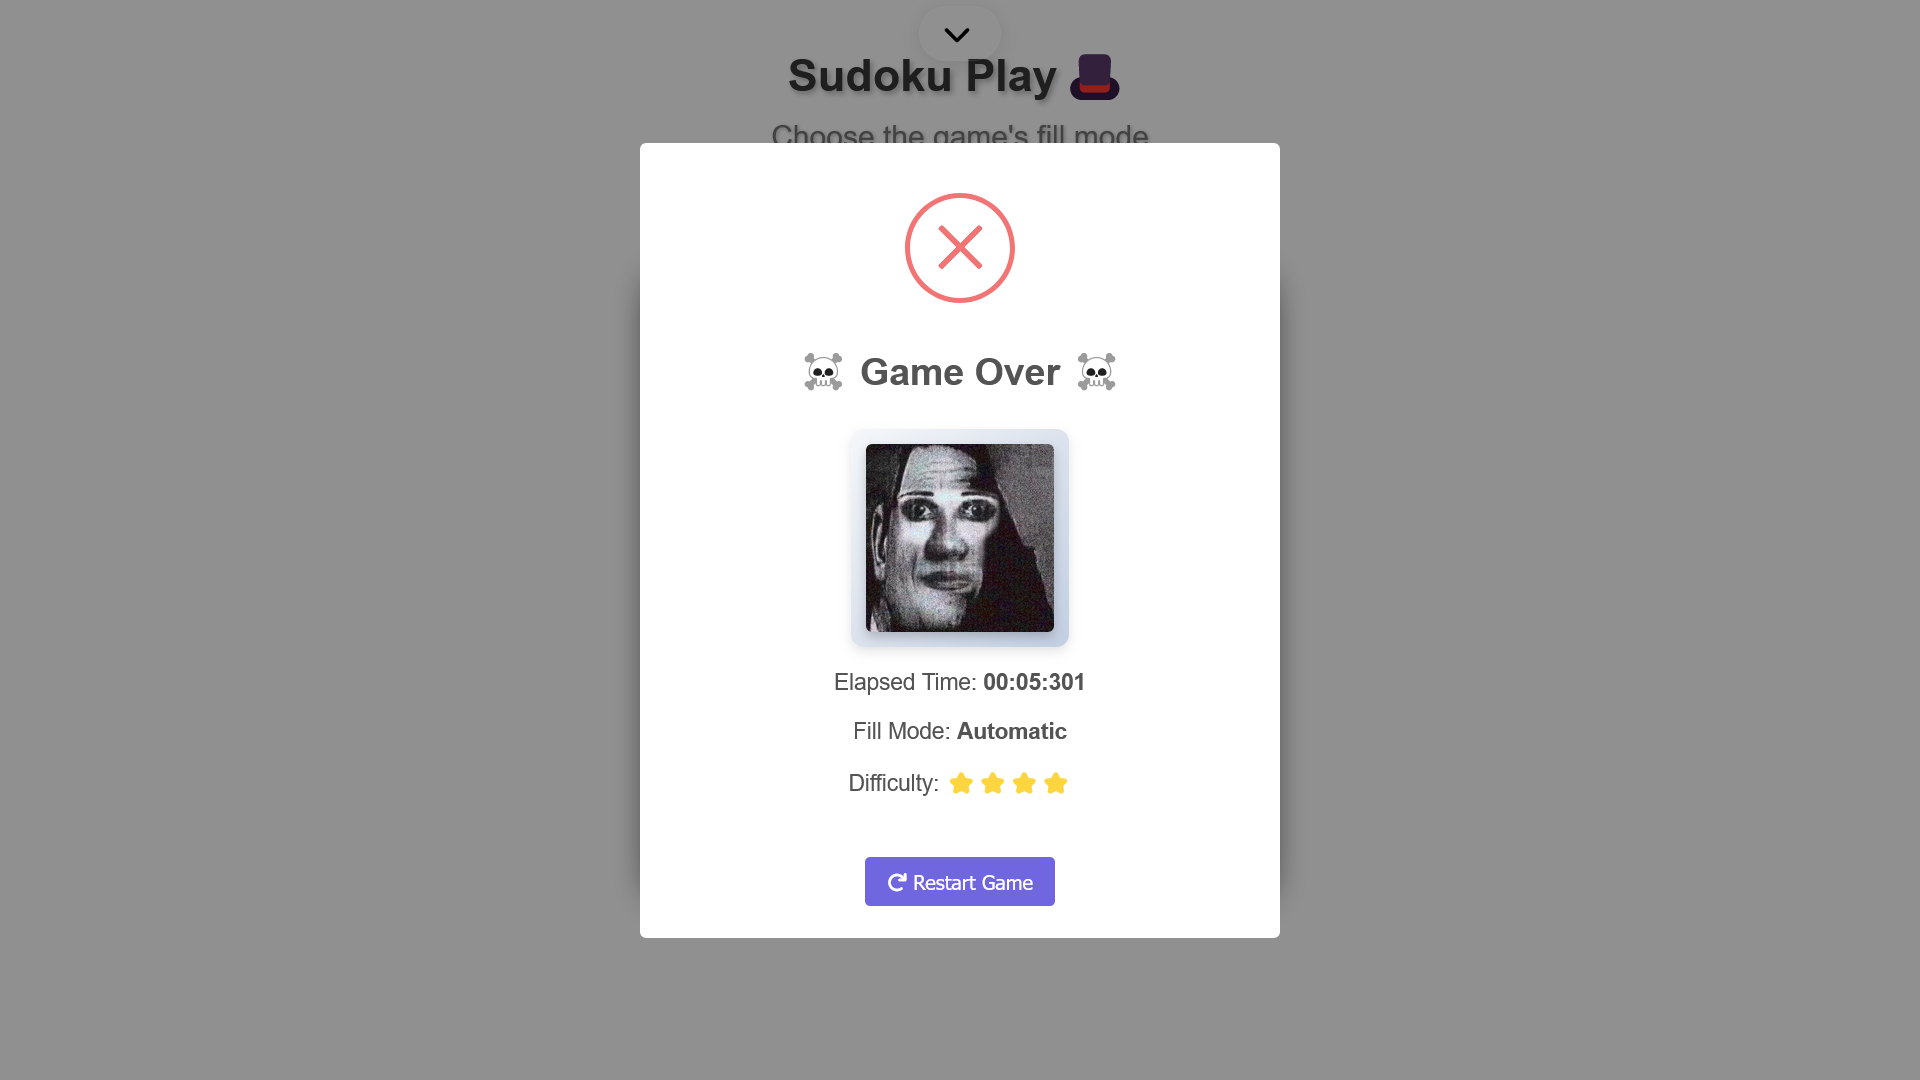 Sudoku Play
Choose the game's fill mode
Game Over
Elapsed Time: 00:05:301
Fill Mode: Automatic
Difficulty:
Restart Game